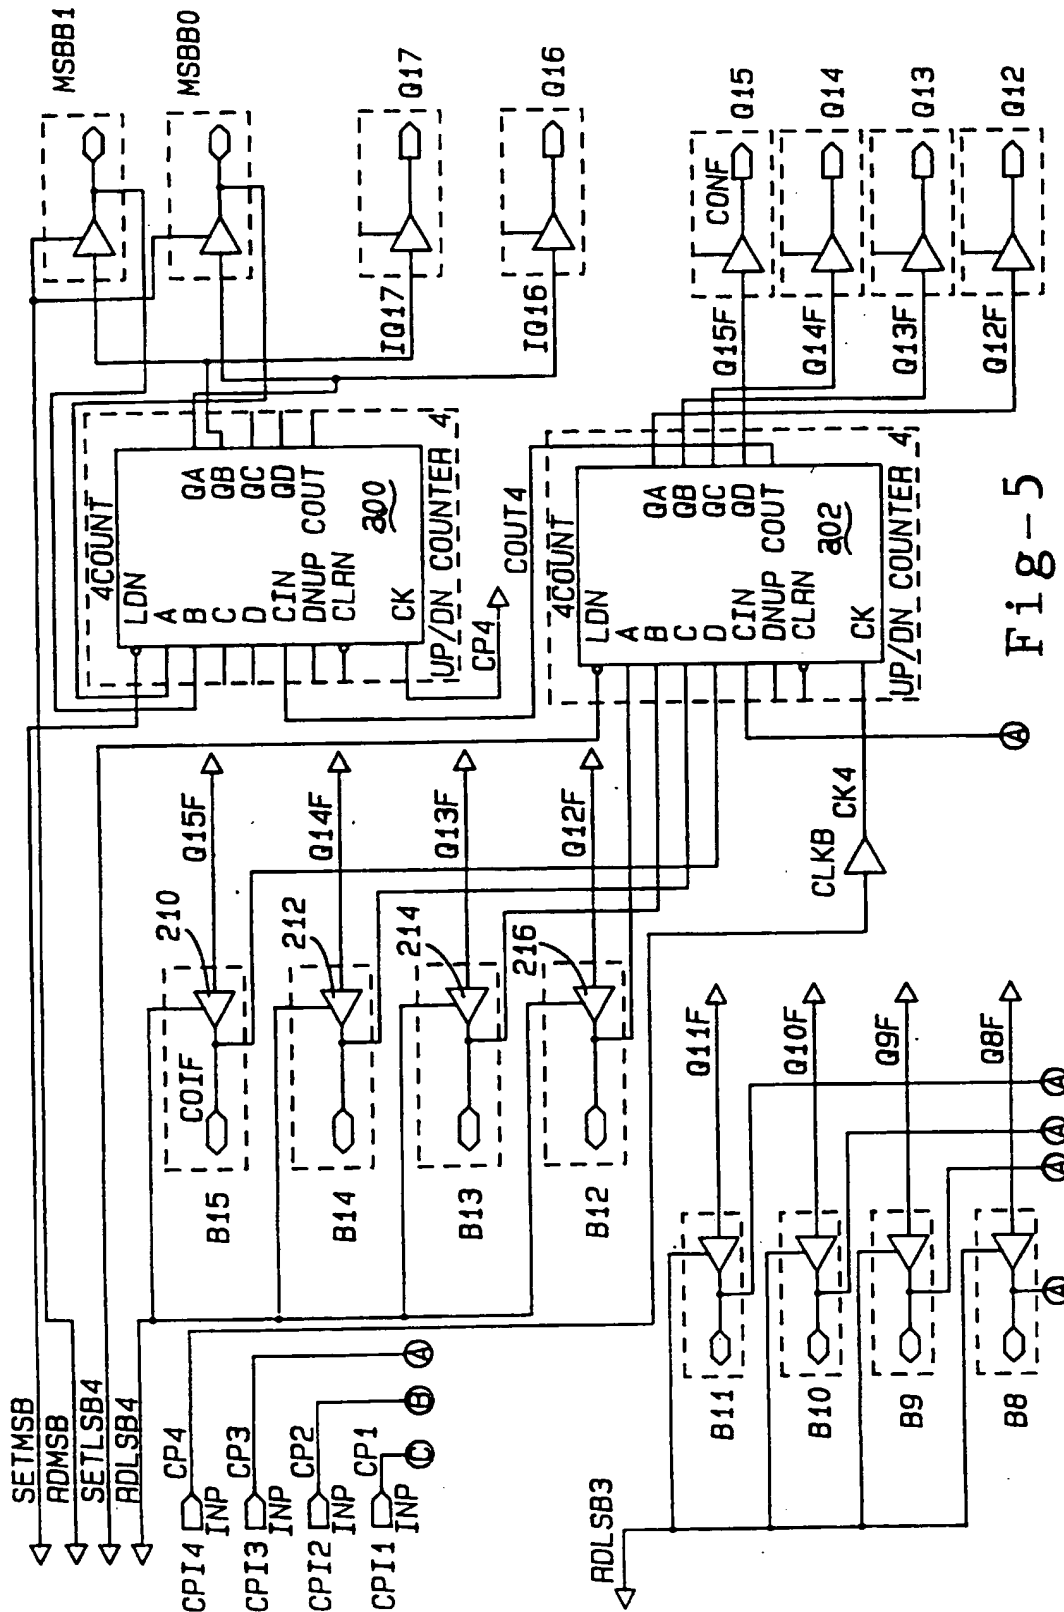 SETMSB
RDMSB
SETLSB4
RDLSB4
MSBB1
MSBB0
Q17
Q16
IQ17
IQ16
4COUNT
LDN
A
B
C
D
CIN
DNUP
CLRN
CK
QA
QB
QC
QD
COUT
200
UP/DN COUNTER 4
CP4
COUT4
4COUNT
LDN
A
B
C
D
CIN
DNUP
CLRN
CK
QA
QB
QC
QD
COUT
202
UP/DN COUNTER 4
Q15F
Q14F
Q13F
Q12F
CONF
Q15
Q14
Q13
Q12
CPI4
INP
CP4
CPI3
INP
CP3
CPI2
INP
CP2
CPI1
INP
CP1
A
B
C
B15
COIF
210
Q15F
B14
212
Q14F
B13
214
Q13F
B12
216
Q12F
CLKB
CK4
A
RDLSB3
B11
Q11F
B10
Q10F
B9
Q9F
B8
Q8F
A
A
A
A
Fig-5